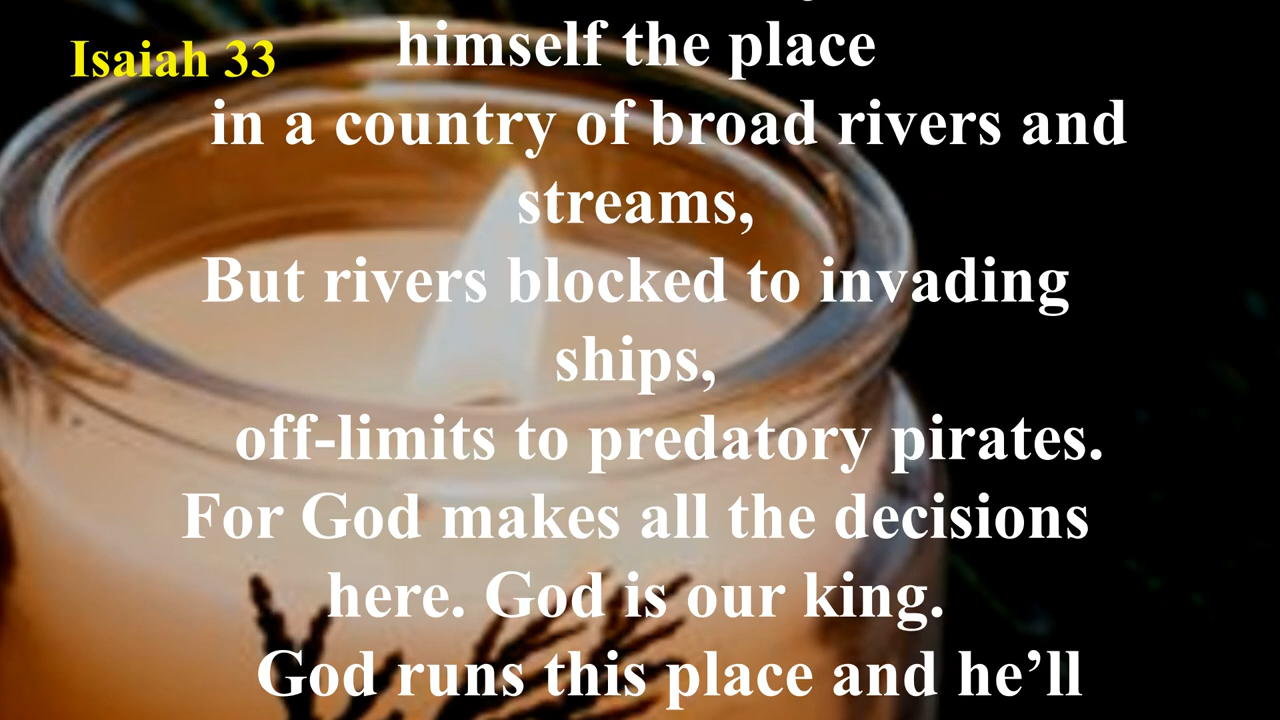 Isaiah 33
himself the place
in a country of broad rivers and
streams,
But rivers blocked to invading
ships,
off-limits to predatory pirates.
For God makes all the decisions
here. God is our king.
God runs this place and he’ll